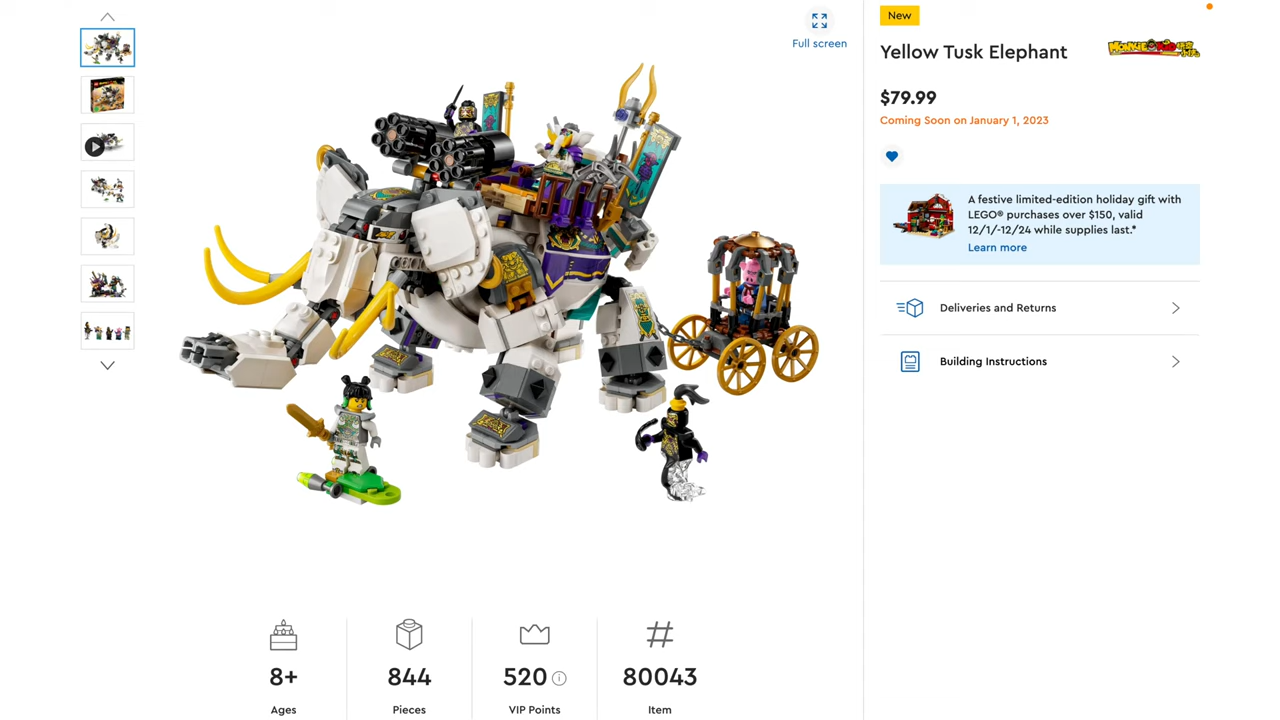 Full screen
New
Yellow Tusk Elephant
MONKIE KID
$79.99
Coming Soon on January 1, 2023
A festive limited-edition holiday gift with
LEGO® purchases over $150, valid
12/1/-12/24 while supplies last.*
Learn more
Deliveries and Returns
Building Instructions
8+
Ages
844
Pieces
520
VIP Points
80043
Item